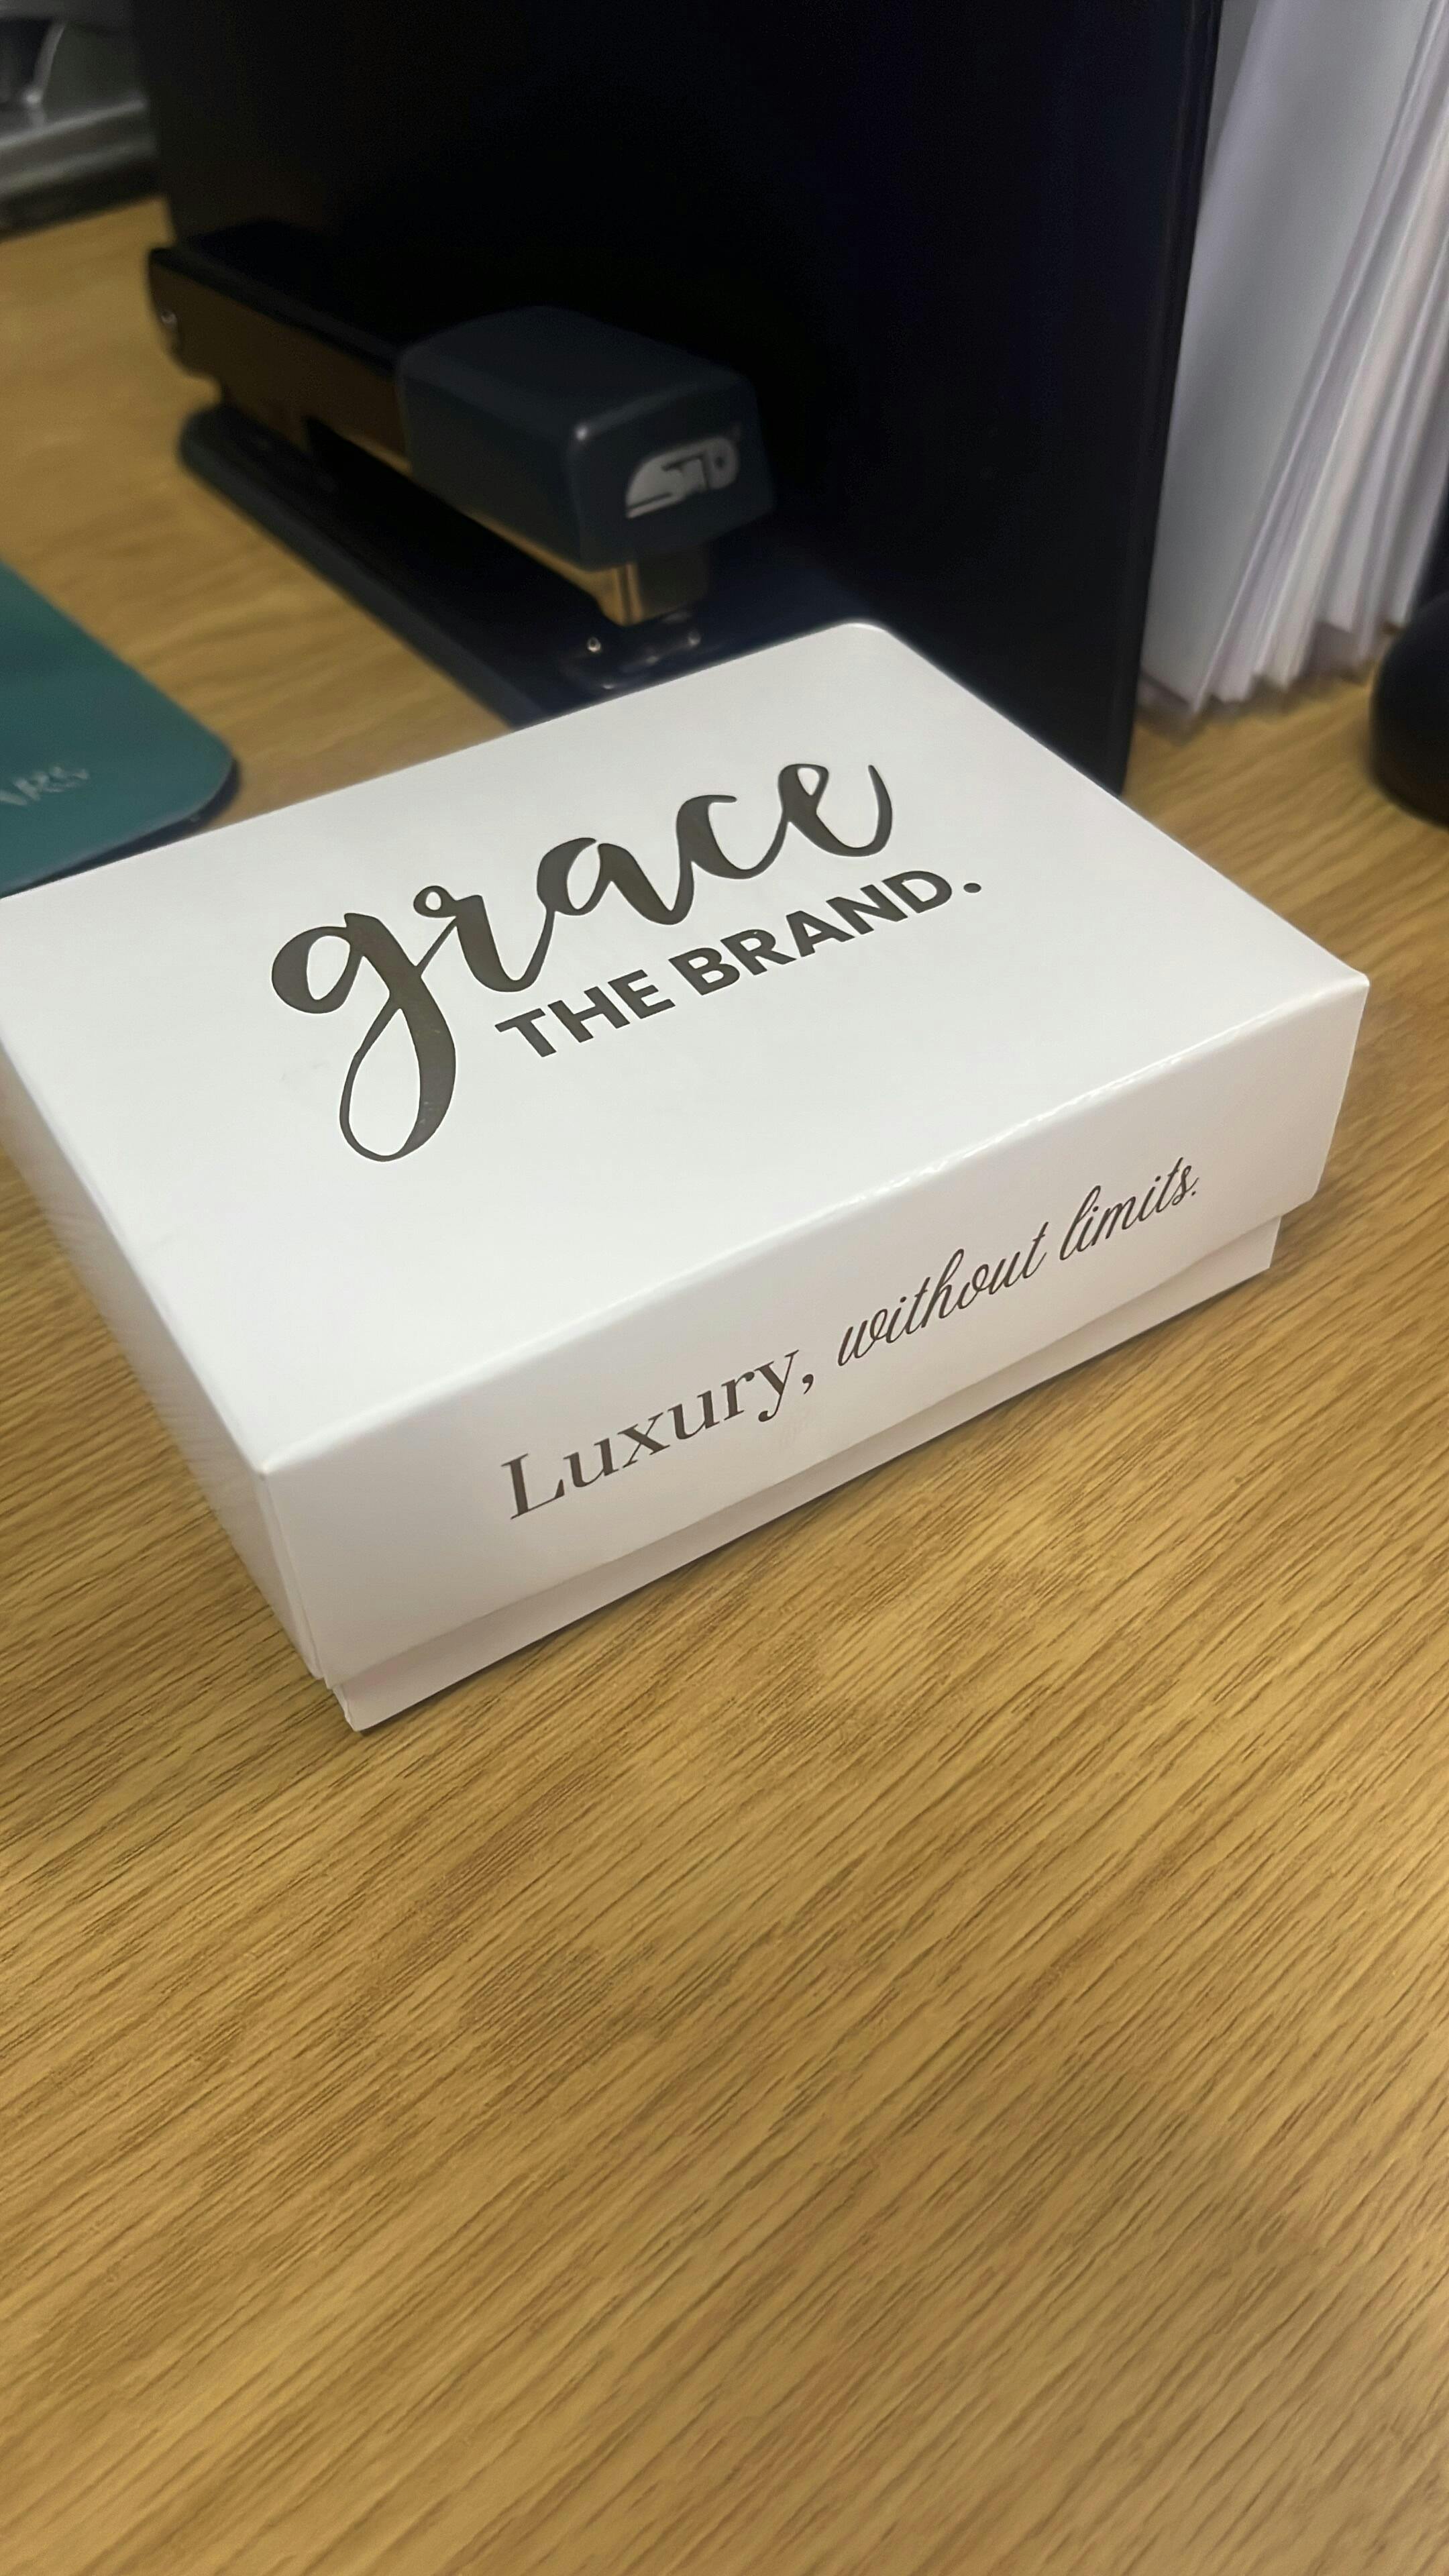 grace
THE BRAND.
Luxury, without limits.